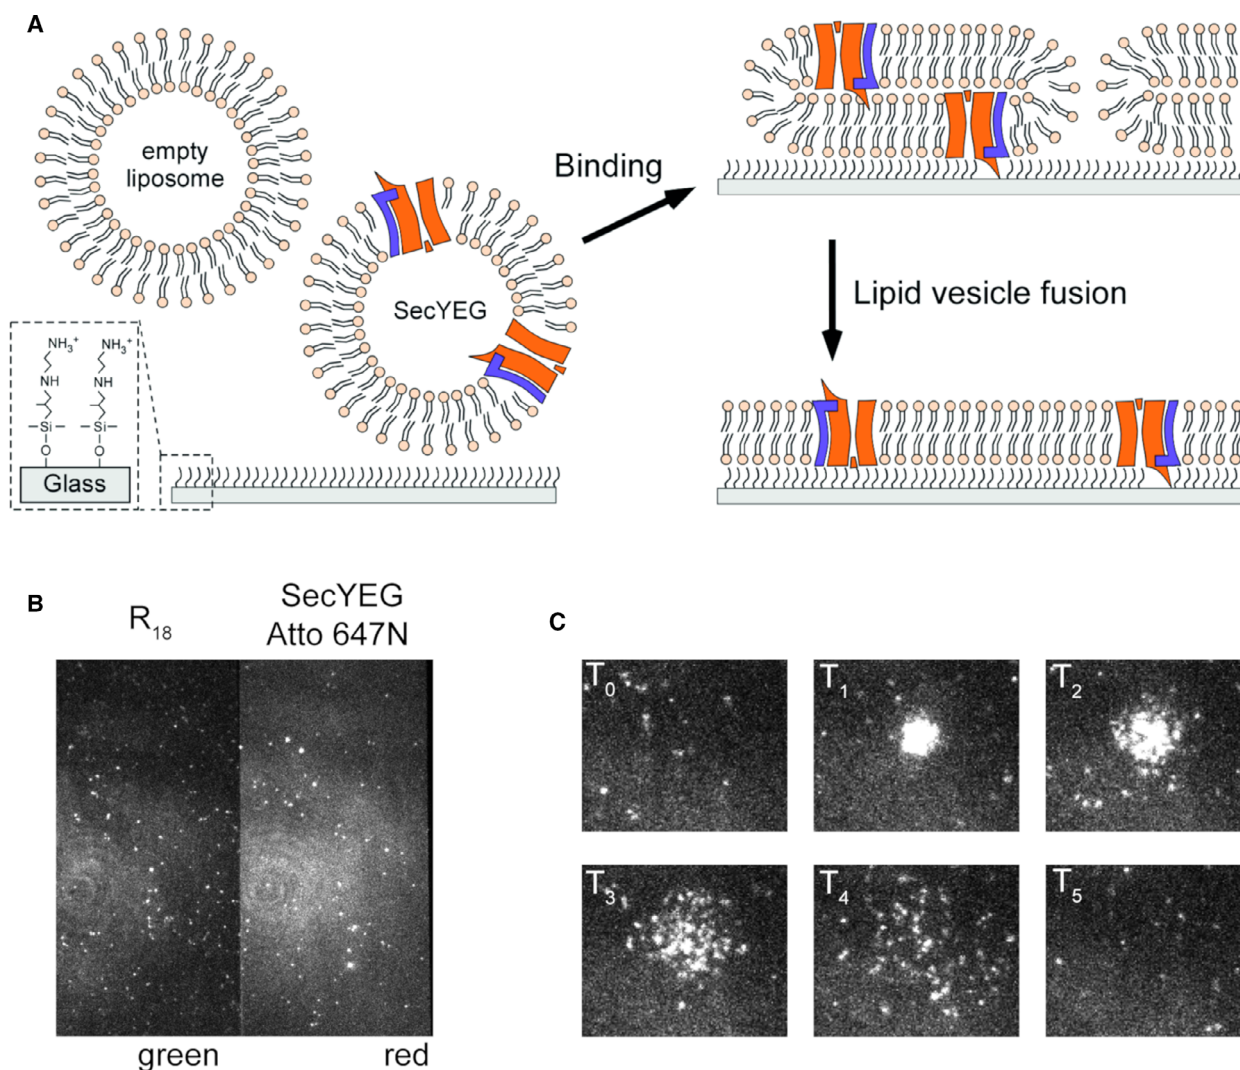 A
empty
liposome
SecYEG
Binding
Lipid vesicle fusion
NH₃⁺ NH₃⁺
NH NH
Si Si
O O
Glass
B
R₁₈
SecYEG
Atto 647N
green
red
C
T₀
T₁
T₂
T₃
T₄
T₅